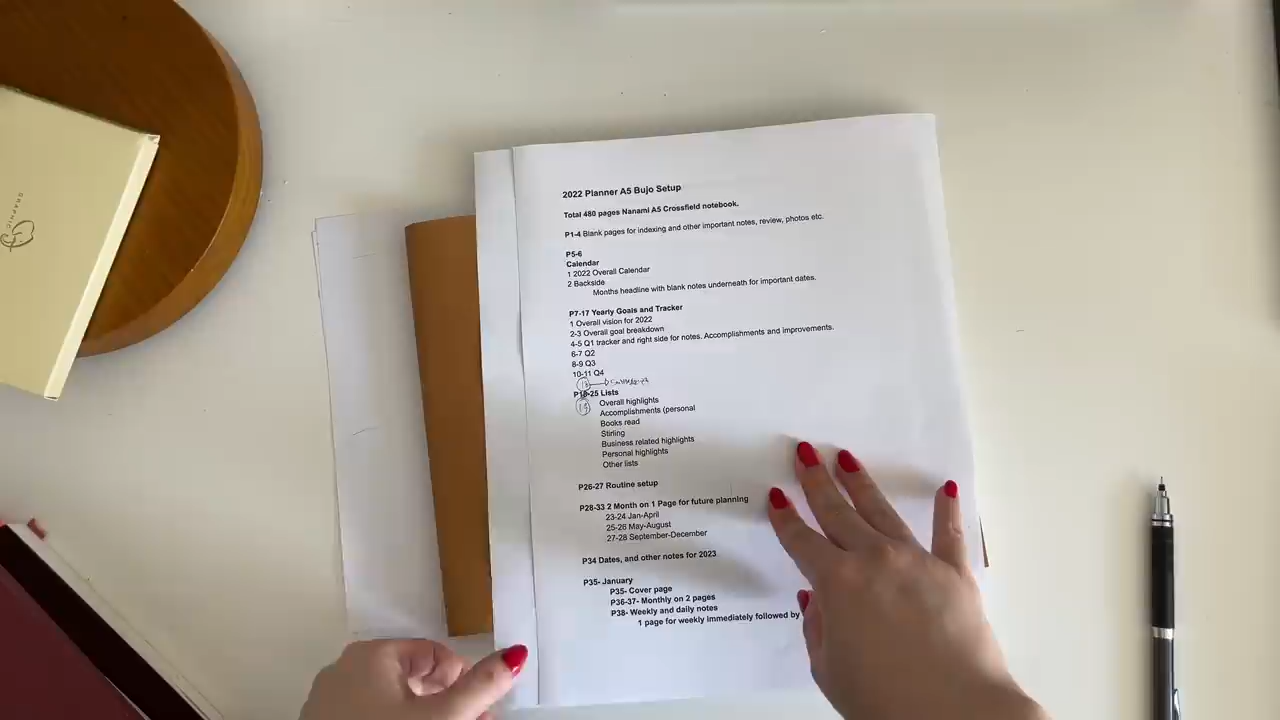 2022 Planner A5 Bujo Setup
Total 480 pages Nanami A5 Crossfield notebook.
P1-4 Blank pages for indexing and other important notes, review, photos etc.
P5-6
Calendar
1 2022 Overall Calendar
2 Backside
Months headline with blank notes underneath for important dates.
P7-17 Yearly Goals and Tracker
1 Overall vision for 2022
2-3 Overall goal breakdown
4-5 Q1 tracker and right side for notes. Accomplishments and improvements.
6-7 Q2
8-9 Q3
10-11 Q4
18
P18-25 Lists
19
Overall highlights
Accomplishments (personal
Books read
Stirling
Business related highlights
Personal highlights
Other lists
P26-27 Routine setup
P28-33 2 Month on 1 Page for future planning
23-24 Jan-April
25-26 May-August
27-28 September-December
P34 Dates, and other notes for 2023
P35- January
P35- Cover page
P36-37- Monthly on 2 pages
P38- Weekly and daily notes
1 page for weekly immediately followed by
GRAPHIC